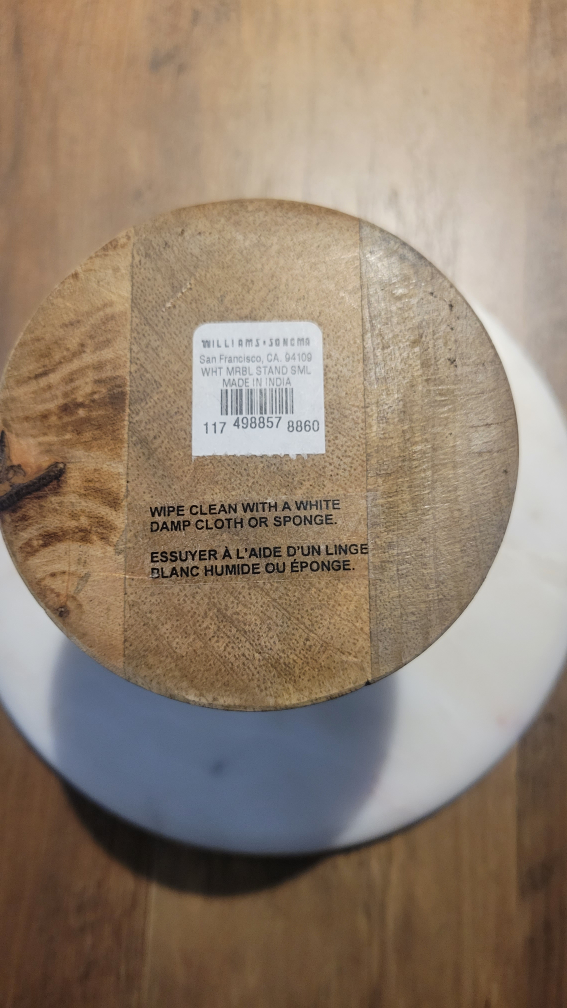 WILLIAMS-SONOMA
San Francisco, CA. 94109
WHT MRBL STAND SML
MADE IN INDIA
117 498857 8860
WIPE CLEAN WITH A WHITE
DAMP CLOTH OR SPONGE.
ESSUYER À L'AIDE D'UN LINGE
BLANC HUMIDE OU ÉPONGE.